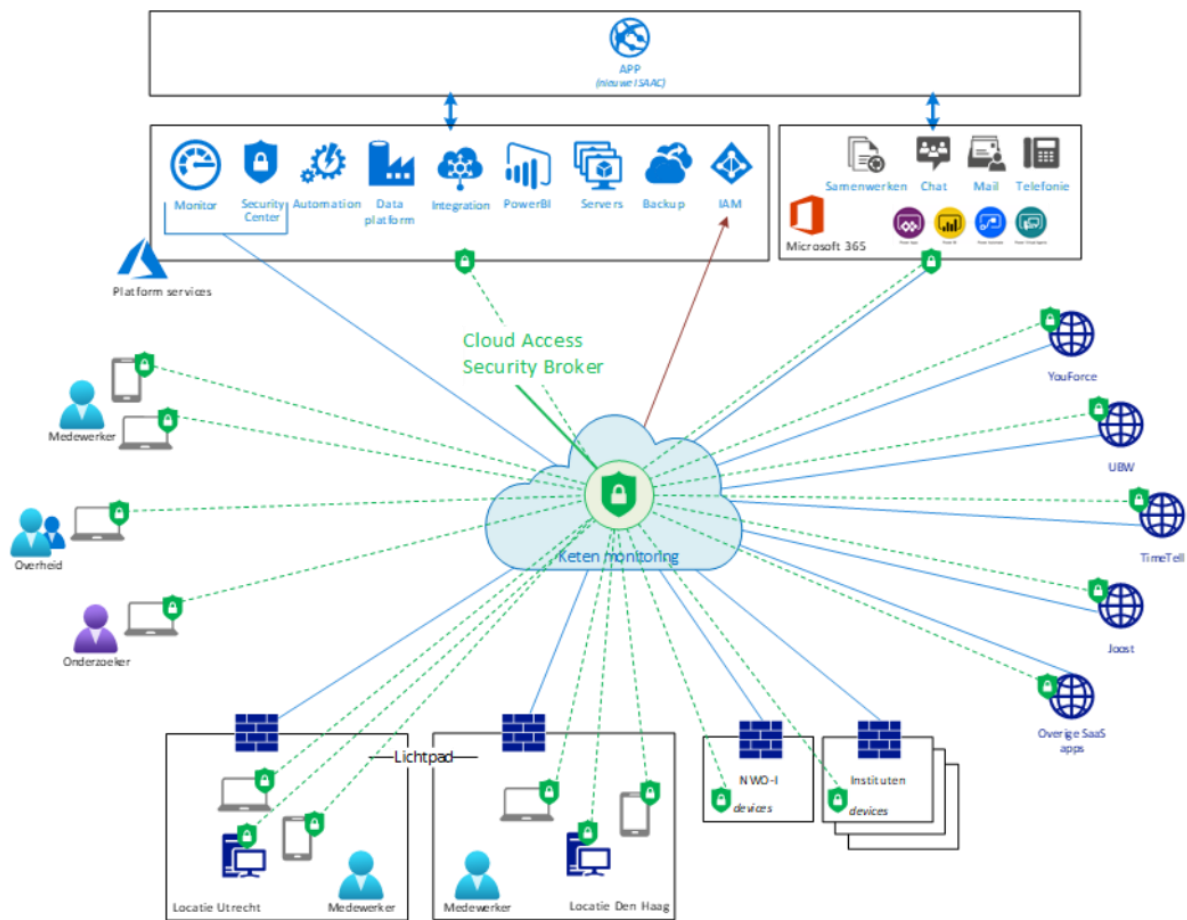 APP
(nieuwe ISAAC)
Monitor
Security
Center
Automation
Data
platform
Integration
PowerBI
Servers
Backup
IAM
Samenwerken
Chat
Mail
Telefonie
Microsoft 365
Platform services
Cloud Access
Security Broker
YouForce
Medewerker
UBW
Keten monitoring
TimeTell
Overheid
Joost
Onderzoeker
Overige SaaS
apps
Lichtpad
NWO-I
devices
Instituten
devices
Locatie Utrecht
Medewerker
Medewerker
Locatie Den Haag